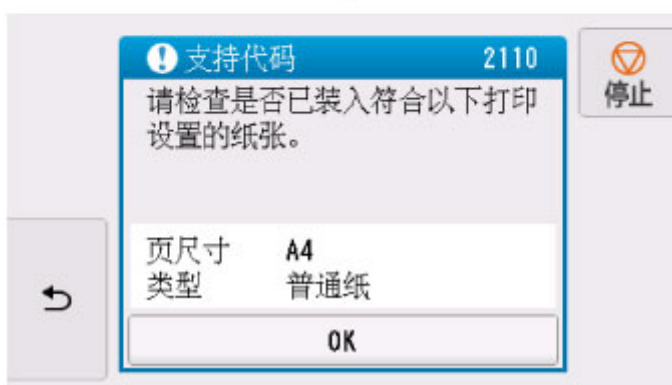 支持代码 2110
停止
请检查是否已装入符合以下打印
设置的纸张。
页尺寸 A4
类型 普通纸
OK